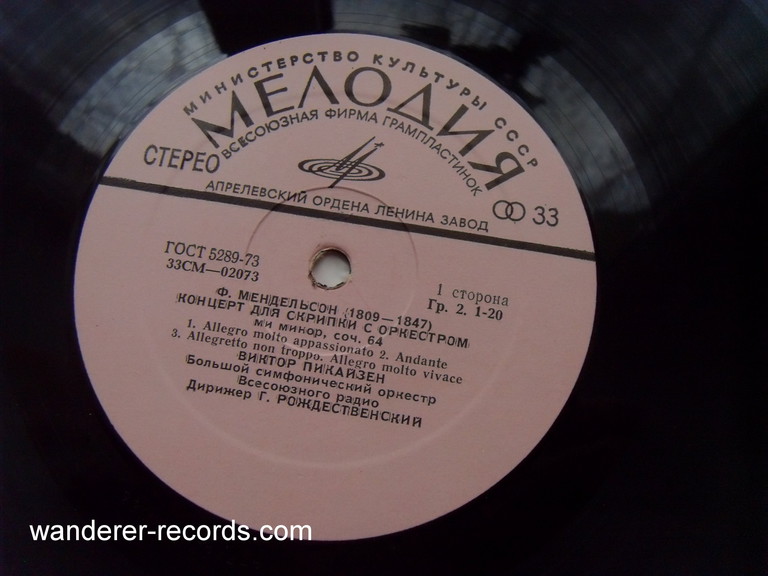 МИНИСТЕРСТВО КУЛЬТУРЫ СССР
МЕЛОДИЯ
ВСЕСОЮЗНАЯ ФИРМА ГРАМПЛАСТИНОК
СТЕРЕО
АПРЕЛЕВСКИЙ ОРДЕНА ЛЕНИНА ЗАВОД
33
ГОСТ 5289-73
33СМ—02073
1 сторона
Гр. 2. 1-20
Ф. МЕНДЕЛЬСОН (1809—1847)
КОНЦЕРТ ДЛЯ СКРИПКИ С ОРКЕСТРОМ
МИ МИНОР, СОЧ. 64
1. Allegro molto appassionato 2. Andante
3. Allegretto non troppo. Allegro molto vivace
ВИКТОР ПИКАЙЗЕН
Большой симфонический оркестр
Всесоюзного радио
Дирижер Г. РОЖДЕСТВЕНСКИЙ
wanderer-records.com